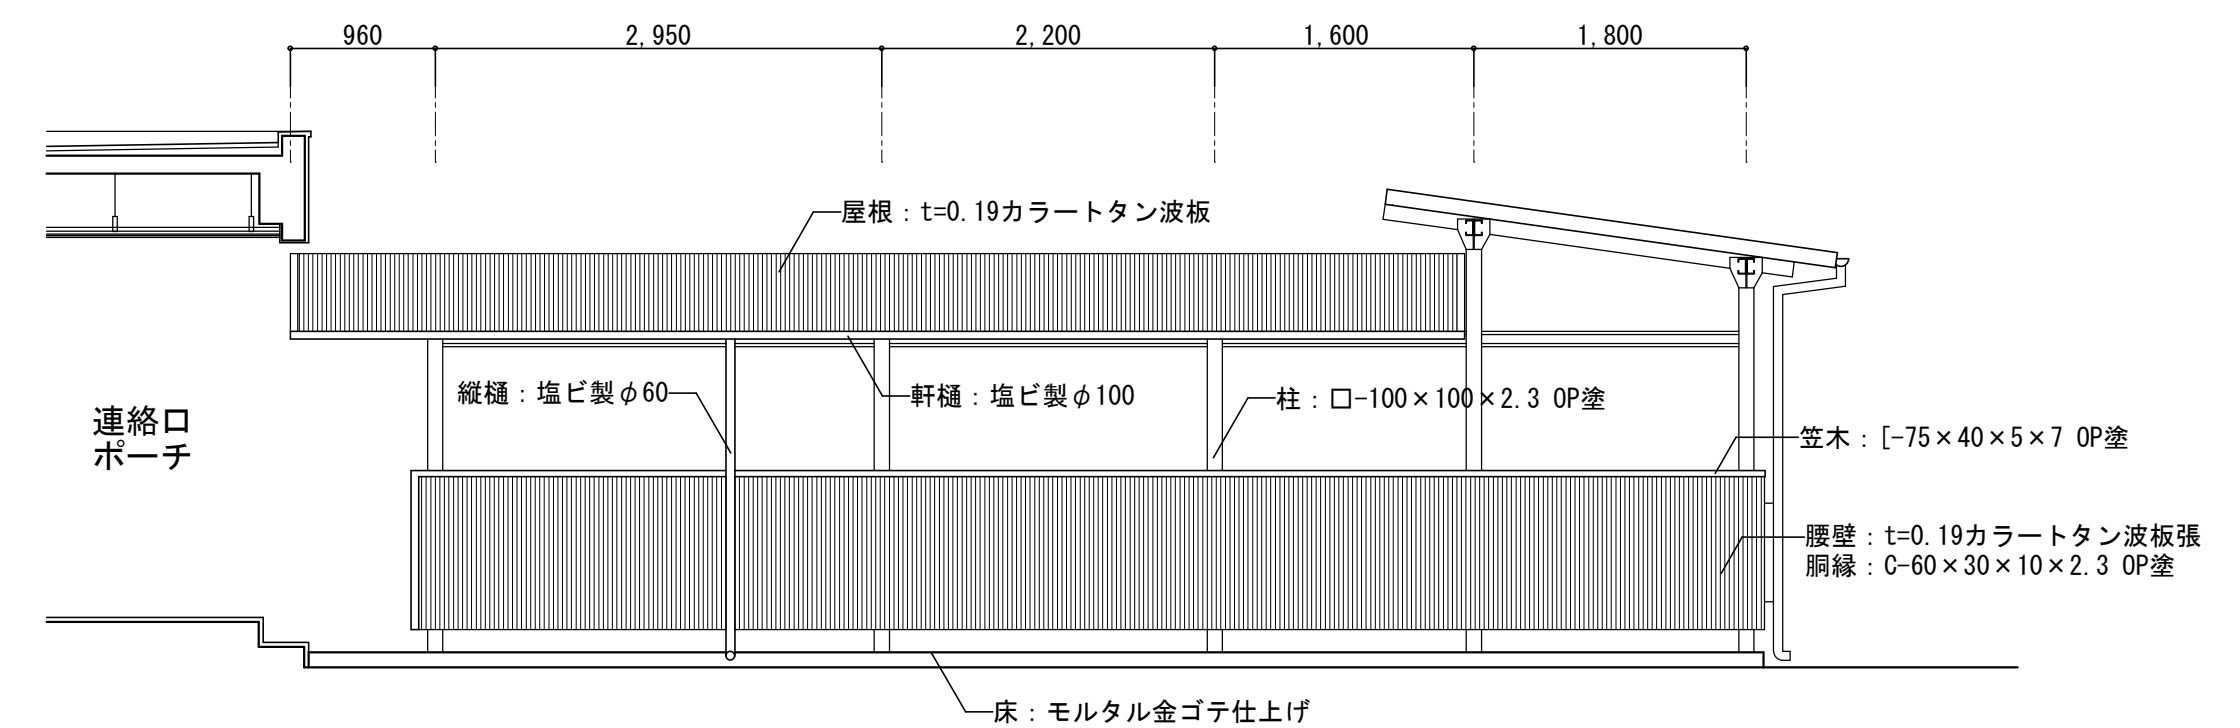 960
2,950
2,200
1,600
1,800
屋根：t=0.19カラートタン波板
縦樋：塩ビ製φ60
軒樋：塩ビ製φ100
柱：口-100×100×2.3 OP塗
連絡口
ポーチ
笠木：[-75×40×5×7 OP塗
腰壁：t=0.19カラートタン波板張
胴縁：C-60×30×10×2.3 OP塗
床：モルタル金ゴテ仕上げ